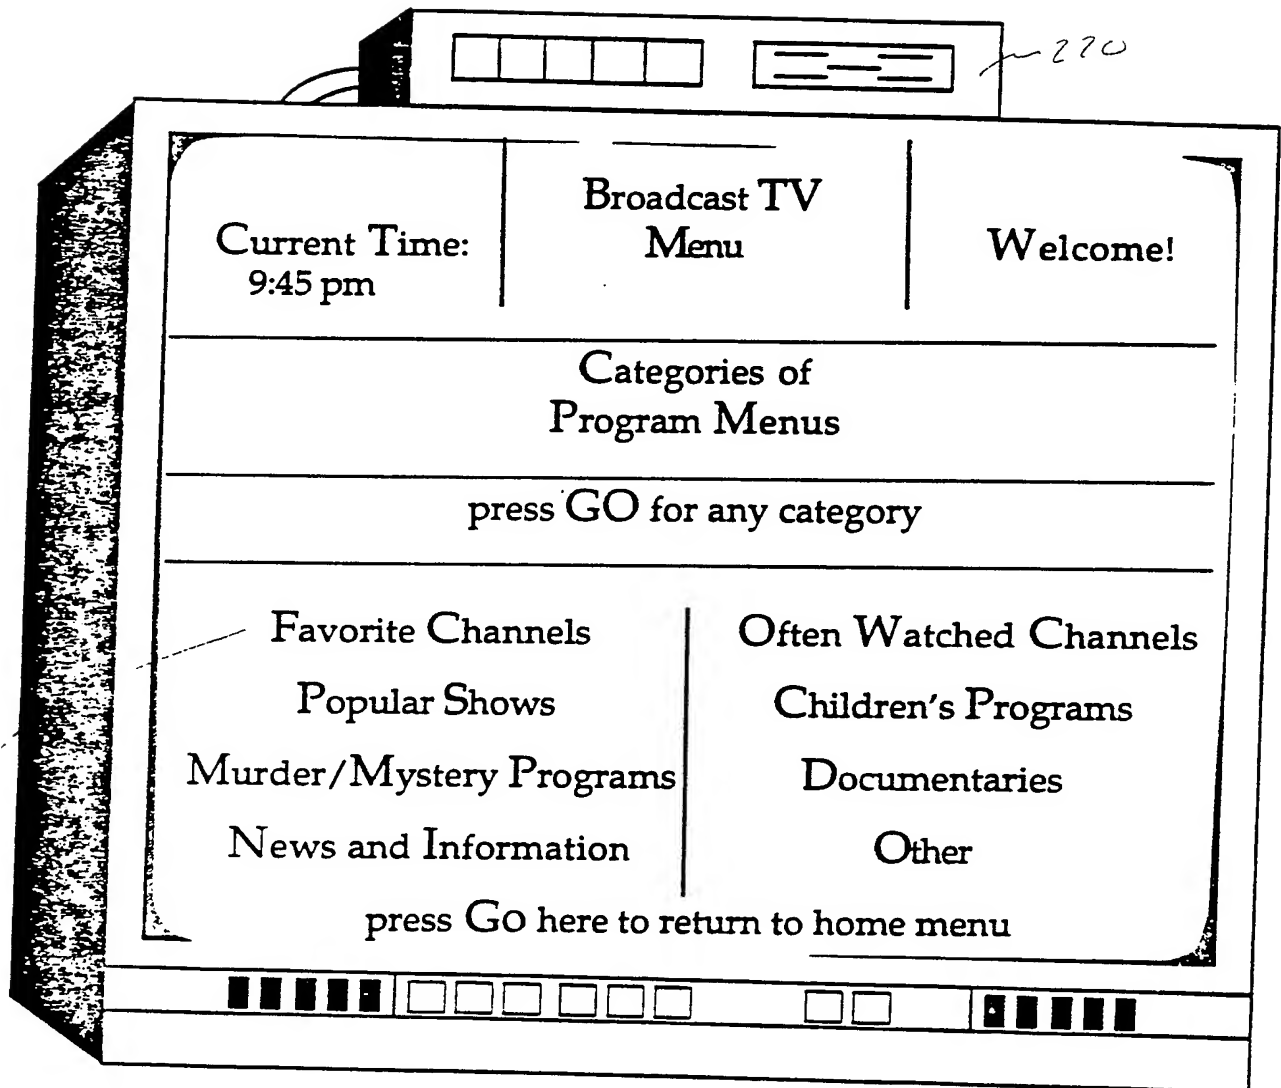 220
Current Time:
9:45 pm
Broadcast TV
Menu
Welcome!
Categories of
Program Menus
press GO for any category
Favorite Channels
Popular Shows
Murder/Mystery Programs
News and Information
Often Watched Channels
Children's Programs
Documentaries
Other
press Go here to return to home menu